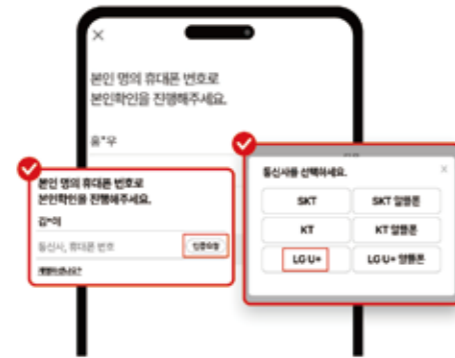 본인 명의 휴대폰 번호로
본인확인을 진행해주세요.
홍*우
본인 명의 휴대폰 번호로
본인확인을 진행해주세요.
김*미
통신사, 휴대폰 번호
인증요청
통신사를 선택하세요.
SKT
SKT 알뜰폰
KT
KT 알뜰폰
LG U+
LG U+ 알뜰폰